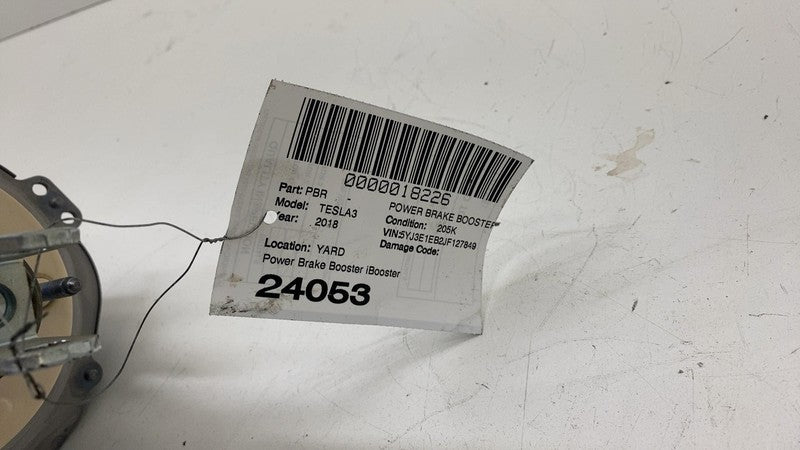 0000018226
Part: PBR - POWER BRAKE BOOSTER
Model: TESLA3 Condition: 205K
Year: 2018 VIN:5YJ3E1EB2JF127849
Damage Code:
Location: YARD
Power Brake Booster iBooster
24053